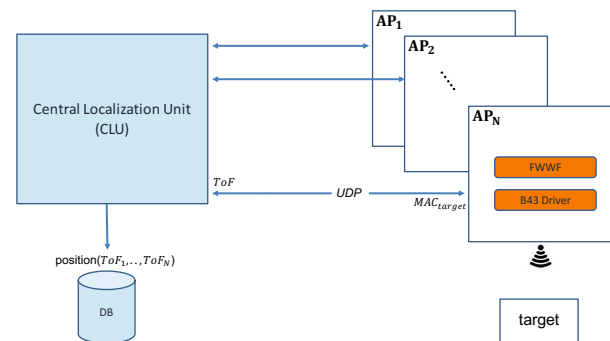 AP1
AP2
APN
Central Localization Unit
(CLU)
FWWF
B43 Driver
ToF
UDP
MACtarget
position(ToF1,..,ToFN)
DB
target